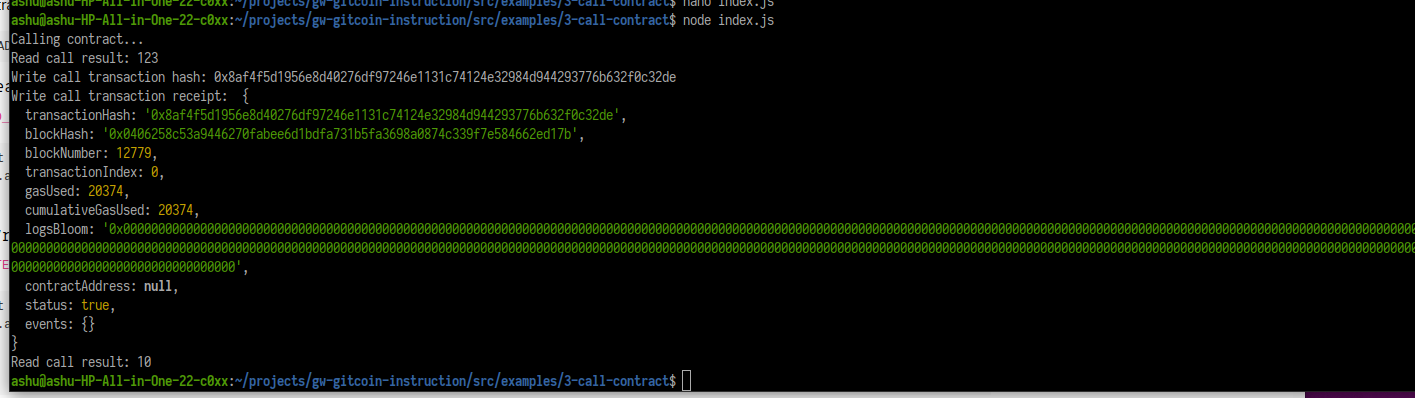 ashu@ashu-HP-All-in-One-22-c0xx:~/projects/gw-gitcoin-instruction/src/examples/3-call-contract$ nano index.js
ashu@ashu-HP-All-in-One-22-c0xx:~/projects/gw-gitcoin-instruction/src/examples/3-call-contract$ node index.js
Calling contract...
Read call result: 123
Write call transaction hash: 0x8af4f5d1956e8d40276df97246e1131c74124e32984d944293776b632f0c32de
Write call transaction receipt:  {
  transactionHash: '0x8af4f5d1956e8d40276df97246e1131c74124e32984d944293776b632f0c32de',
  blockHash: '0x0406258c53a9446270fabee6d1bdfa731b5fa3698a0874c339f7e584662ed17b',
  blockNumber: 12779,
  transactionIndex: 0,
  gasUsed: 20374,
  cumulativeGasUsed: 20374,
  contractAddress: null,
  status: true,
  events: {}
}
Read call result: 10
ashu@ashu-HP-All-in-One-22-c0xx:~/projects/gw-gitcoin-instruction/src/examples/3-call-contract$